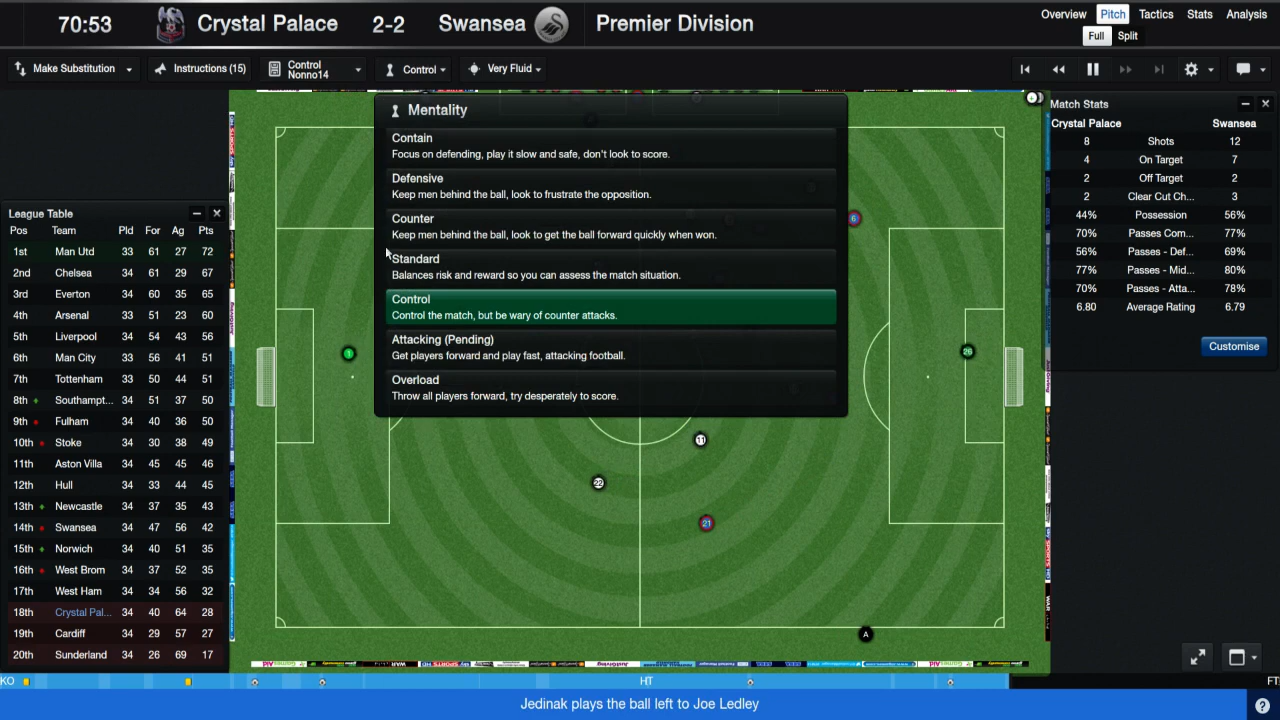 70:53 Crystal Palace 2-2 Swansea Premier Division
Overview Pitch Tactics Stats Analysis
Full Split
Make Substitution Instructions (15) Control Nonno14 Control Very Fluid
Mentality
Contain
Focus on defending, play it slow and safe, don't look to score.
Defensive
Keep men behind the ball, look to frustrate the opposition.
Counter
Keep men behind the ball, look to get the ball forward quickly when won.
Standard
Balances risk and reward so you can assess the match situation.
Control
Control the match, but be wary of counter attacks.
Attacking (Pending)
Get players forward and play fast, attacking football.
Overload
Throw all players forward, try desperately to score.
League Table
Pos Team Pld For Ag Pts
1st Man Utd 33 61 27 72
2nd Chelsea 34 61 29 67
3rd Everton 34 60 35 65
4th Arsenal 33 51 23 60
5th Liverpool 34 54 43 56
6th Man City 33 56 41 51
7th Tottenham 33 50 44 51
8th Southampt... 34 51 37 50
9th Fulham 34 40 36 50
10th Stoke 34 30 38 49
11th Aston Villa 34 45 45 46
12th Hull 34 33 44 45
13th Newcastle 34 37 35 43
14th Swansea 34 47 56 42
15th Norwich 34 40 51 35
16th West Brom 34 37 52 35
17th West Ham 34 34 56 32
18th Crystal Pal... 34 40 64 28
19th Cardiff 34 29 57 27
20th Sunderland 34 26 69 17
1
6
26
11
22
21
A
Match Stats
Crystal Palace Swansea
8 Shots 12
4 On Target 7
2 Off Target 2
2 Clear Cut Ch... 3
44% Possession 56%
70% Passes Com... 77%
56% Passes - Def... 69%
77% Passes - Mid... 80%
70% Passes - Atta... 78%
6.80 Average Rating 6.79
Customise
KO HT FT
Jedinak plays the ball left to Joe Ledley
?